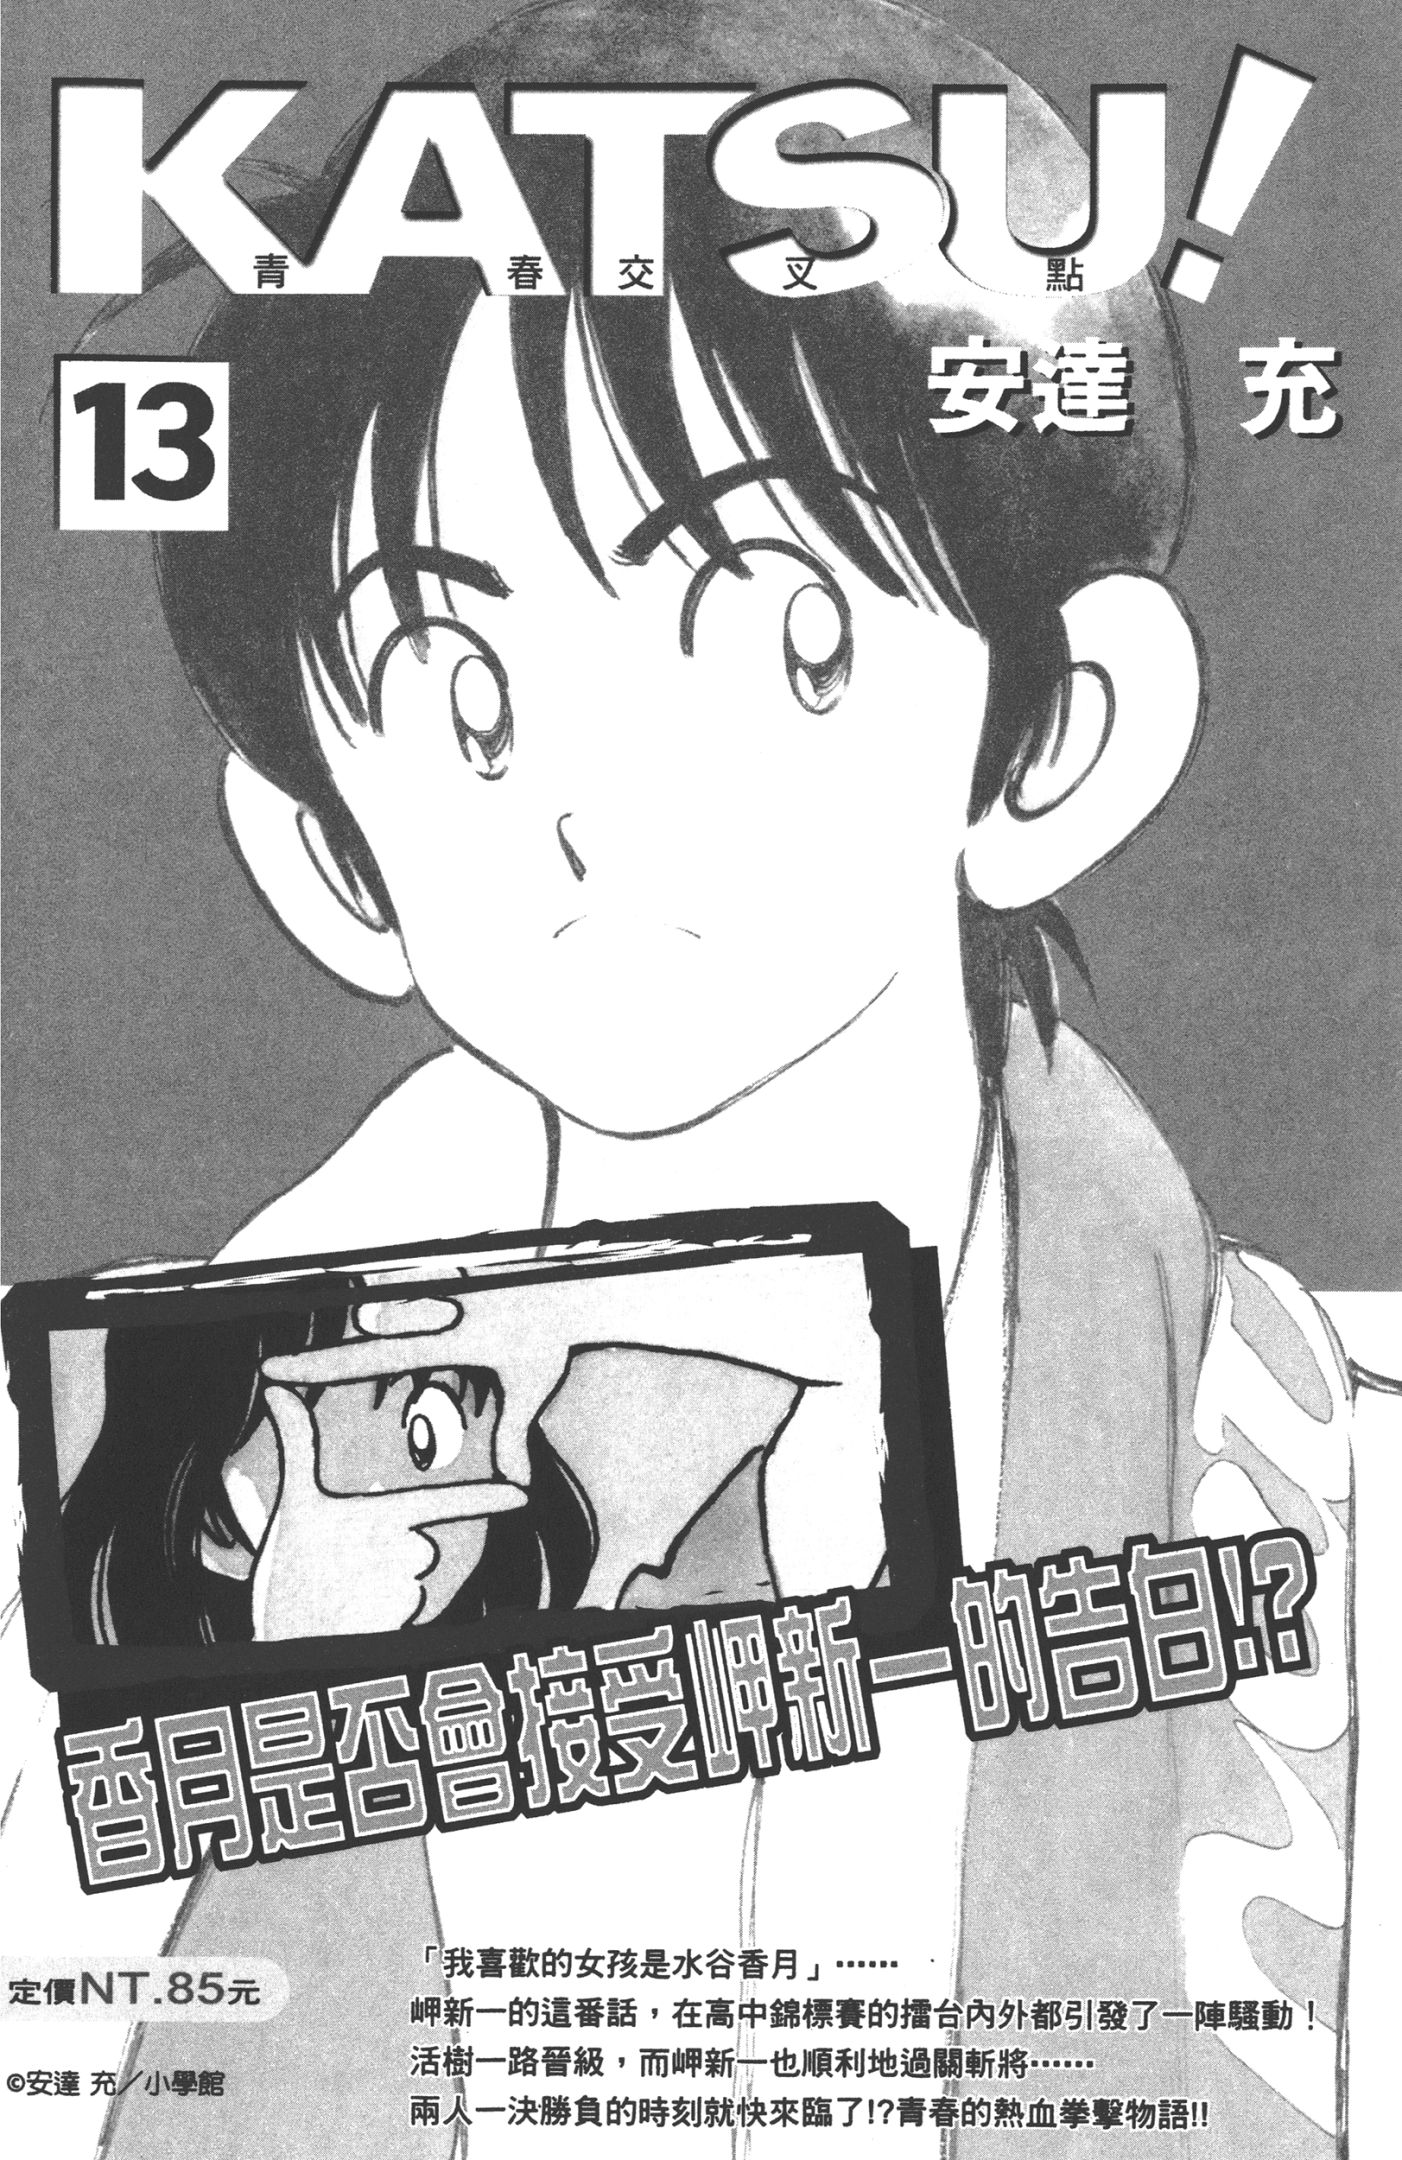 KATSU!
青春交叉點
13
安達 充
香月是否會接受岬新一的告白!?
「我喜歡的女孩是水谷香月」……
岬新一的這番話，在高中錦標賽的擂台內外都引發了一陣騷動！
活樹一路晉級，而岬新一也順利地過關斬將……
兩人一決勝負的時刻就快來臨了!?青春的熱血拳擊物語!!
定價NT.85元
©安達 充／小學館